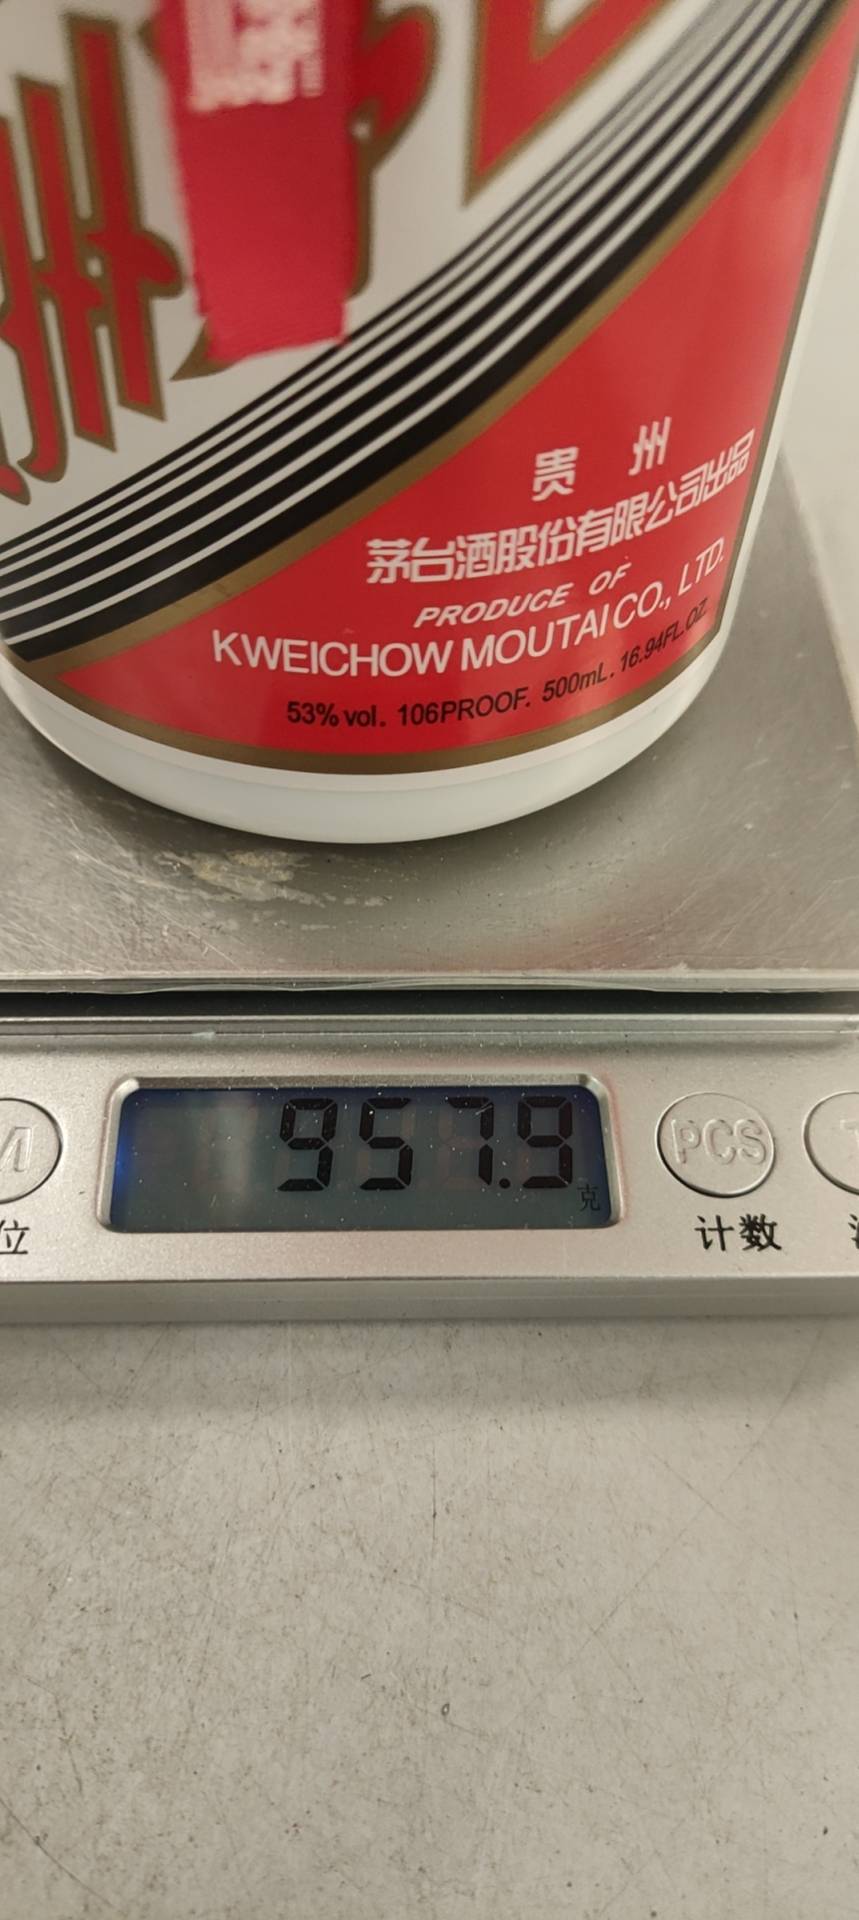 州
贵 州
茅台酒股份有限公司出品
PRODUCE OF
KWEICHOW MOUTAI CO., LTD.
53% vol. 106PROOF. 500mL. 16.94FL.OZ.
957.9
克
PCS
位
计数